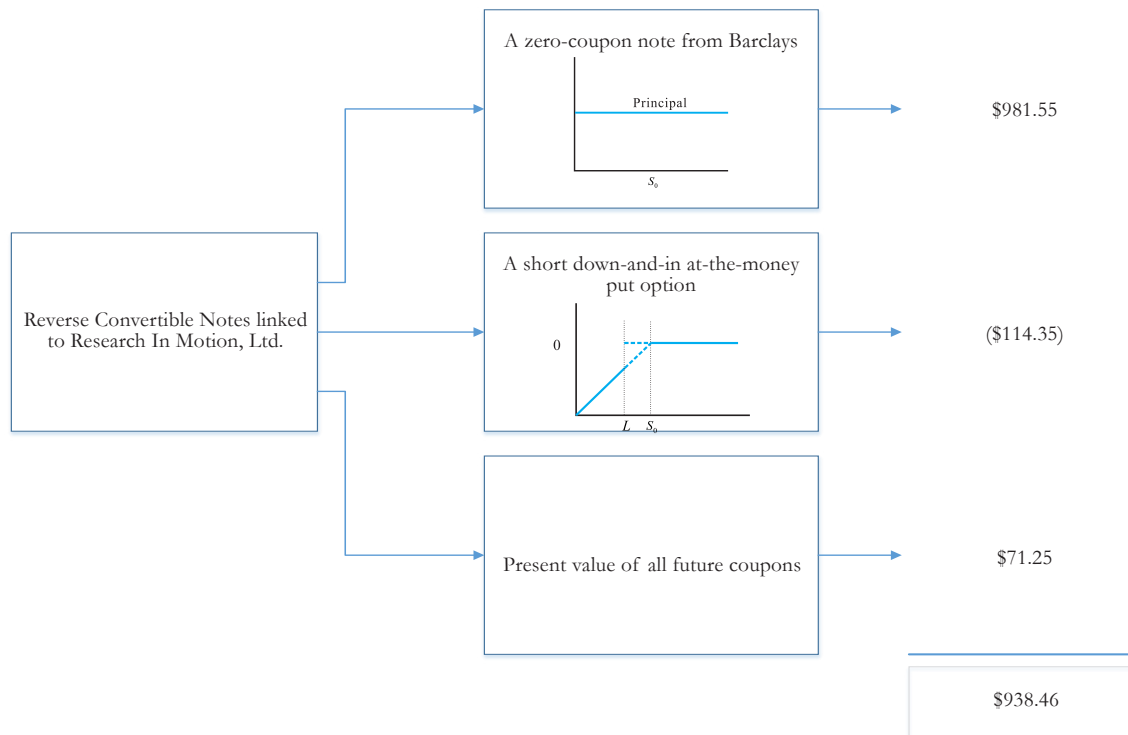 A zero-coupon note from Barclays
Principal
S₀
$981.55
Reverse Convertible Notes linked
to Research In Motion, Ltd.
A short down-and-in at-the-money
put option
0
L S₀
($114.35)
Present value of all future coupons
$71.25
$938.46